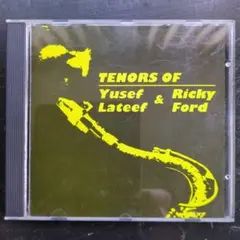 TENORS OF
Yusef & Ricky
Lateef Ford